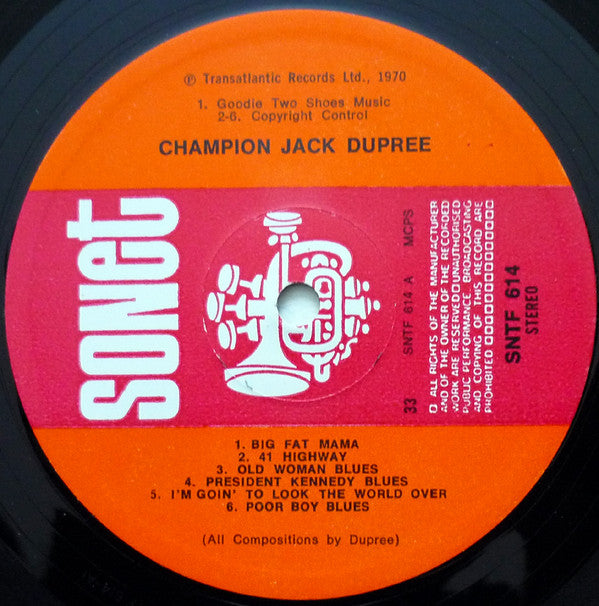 ℗ Transatlantic Records Ltd., 1970
1. Goodie Two Shoes Music
2-6. Copyright Control
CHAMPION JACK DUPREE
sonet
33 SNTF 614 A MCPS
ALL RIGHTS OF THE MANUFACTURER
AND OF THE OWNER OF THE RECORDED
WORK ARE RESERVED UNAUTHORISED
PUBLIC PERFORMANCE, BROADCASTING
AND COPYING OF THIS RECORD ARE
PROHIBITED
SNTF 614
STEREO
1. BIG FAT MAMA
2. 41 HIGHWAY
3. OLD WOMAN BLUES
4. PRESIDENT KENNEDY BLUES
5. I'M GOIN' TO LOOK THE WORLD OVER
6. POOR BOY BLUES
(All Compositions by Dupree)